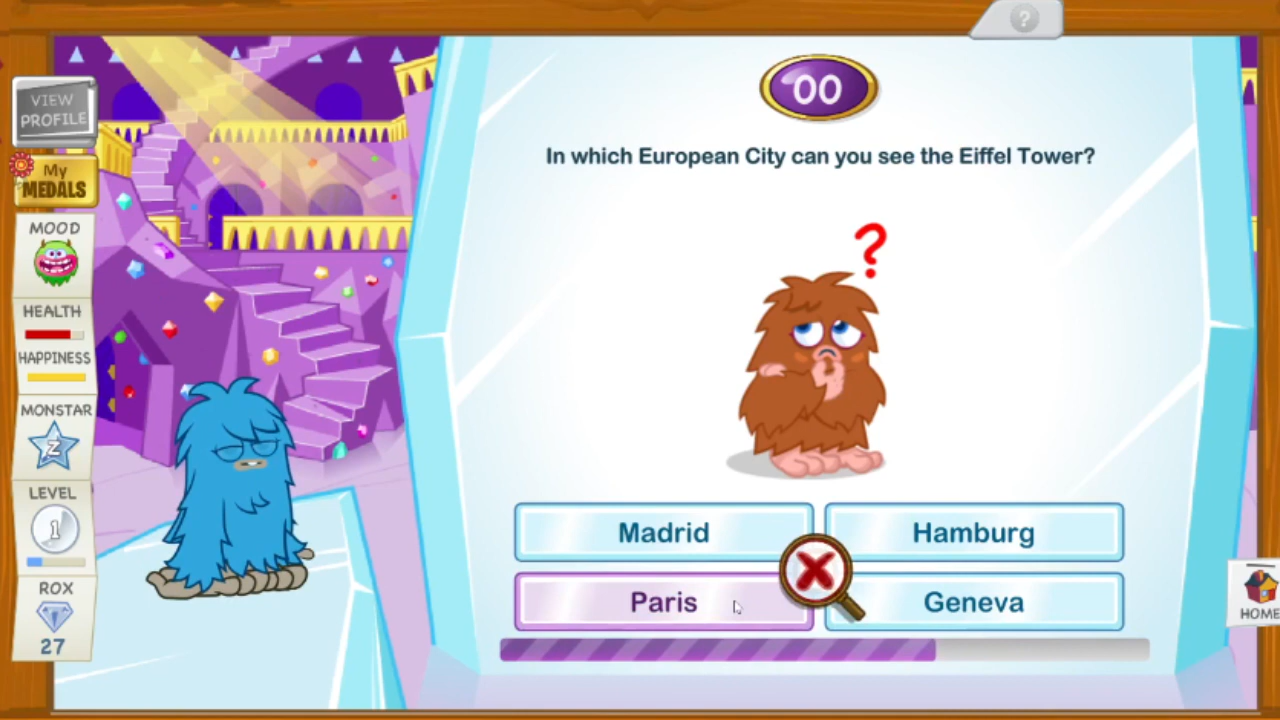 ?
VIEW
PROFILE
My
MEDALS
MOOD
HEALTH
HAPPINESS
MONSTAR
Z
LEVEL
1
ROX
27
00
In which European City can you see the Eiffel Tower?
?
Madrid
Hamburg
Paris
Geneva
HOME